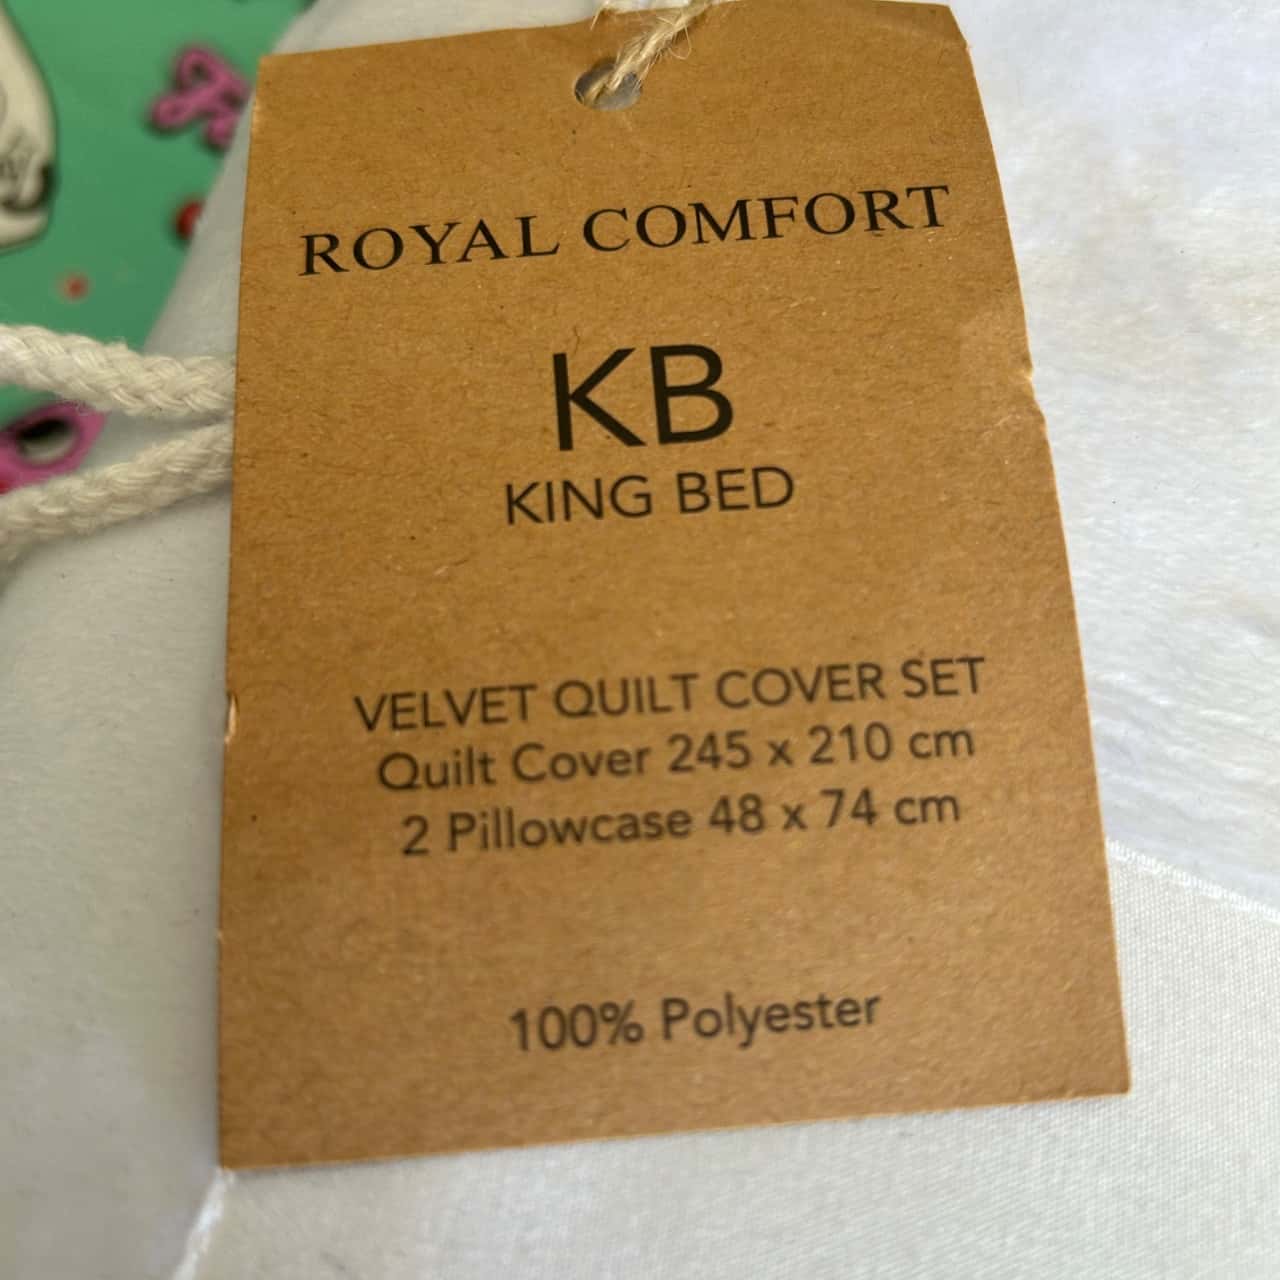 ROYAL COMFORT
KB
KING BED
VELVET QUILT COVER SET
Quilt Cover 245 x 210 cm
2 Pillowcase 48 x 74 cm
100% Polyester